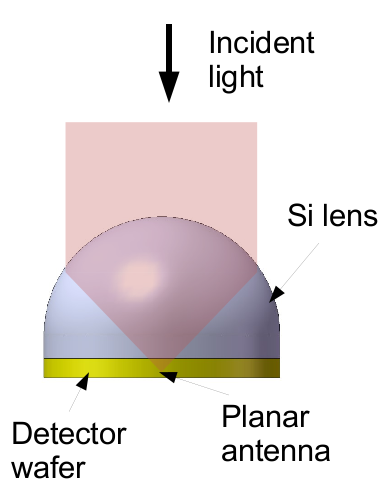 Incident
light
Si lens
Planar
antenna
Detector
wafer